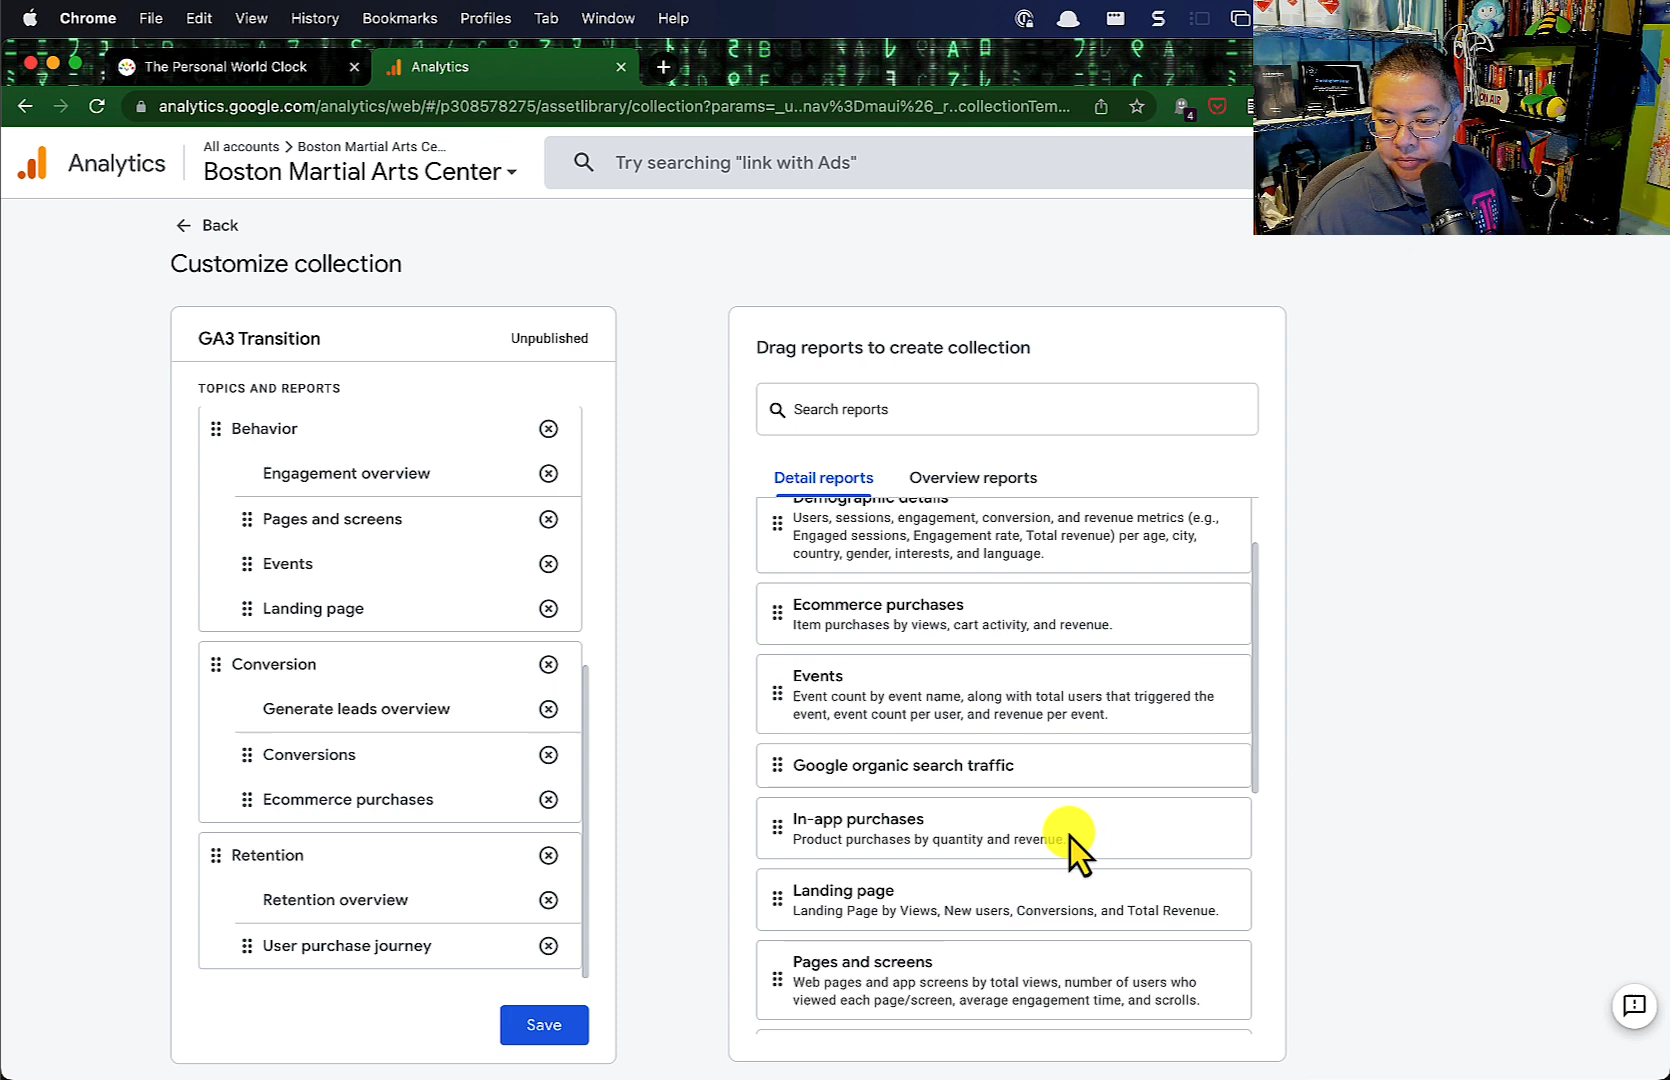 Chrome File Edit View History Bookmarks Profiles Tab Window Help
The Personal World Clock
Analytics
analytics.google.com/analytics/web/#/p308578275/assetlibrary/collection?params=_u..nav%3Dmaui%26_r..collectionTem...
4
Analytics
All accounts > Boston Martial Arts Ce...
Boston Martial Arts Center
Try searching "link with Ads"
ON AIR
Back
Customize collection
GA3 Transition
Unpublished
TOPICS AND REPORTS
Behavior
Engagement overview
Pages and screens
Events
Landing page
Conversion
Generate leads overview
Conversions
Ecommerce purchases
Retention
Retention overview
User purchase journey
Save
Drag reports to create collection
Search reports
Detail reports
Overview reports
Demographic details
Users, sessions, engagement, conversion, and revenue metrics (e.g.,
Engaged sessions, Engagement rate, Total revenue) per age, city,
country, gender, interests, and language.
Ecommerce purchases
Item purchases by views, cart activity, and revenue.
Events
Event count by event name, along with total users that triggered the
event, event count per user, and revenue per event.
Google organic search traffic
In-app purchases
Product purchases by quantity and revenue.
Landing page
Landing Page by Views, New users, Conversions, and Total Revenue.
Pages and screens
Web pages and app screens by total views, number of users who
viewed each page/screen, average engagement time, and scrolls.